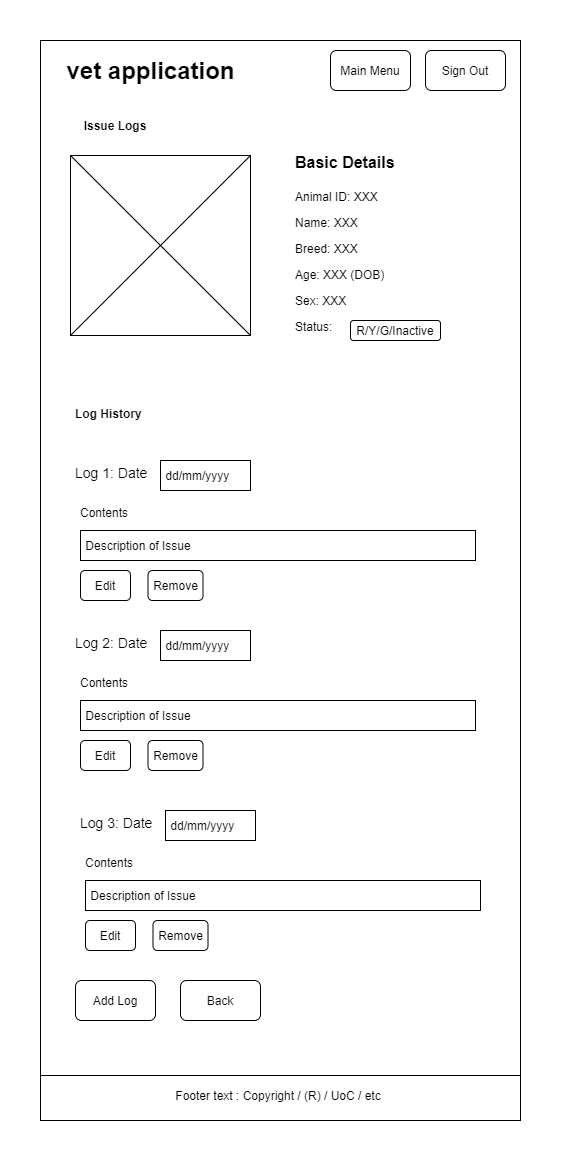 vet application
Main Menu
Sign Out
Issue Logs
Basic Details
Animal ID: XXX
Name: XXX
Breed: XXX
Age: XXX (DOB)
Sex: XXX
Status: R/Y/G/Inactive
Log History
Log 1: Date dd/mm/yyyy
Contents
Description of Issue
Edit Remove
Log 2: Date dd/mm/yyyy
Contents
Description of Issue
Edit Remove
Log 3: Date dd/mm/yyyy
Contents
Description of Issue
Edit Remove
Add Log Back
Footer text : Copyright / (R) / UoC / etc